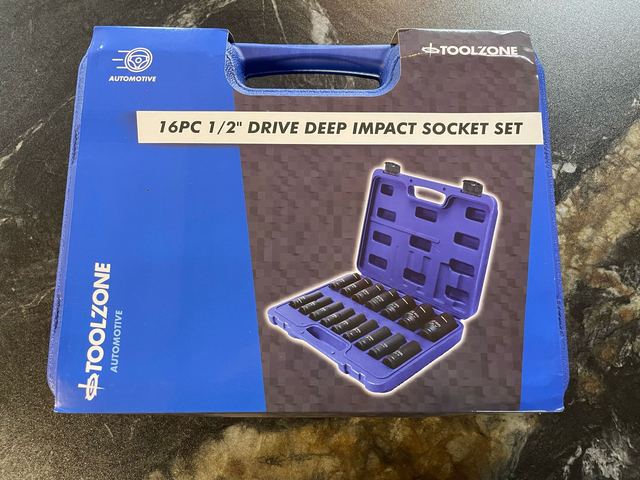 AUTOMOTIVE
TOOLZONE
16PC 1/2" DRIVE DEEP IMPACT SOCKET SET
TOOLZONE
AUTOMOTIVE